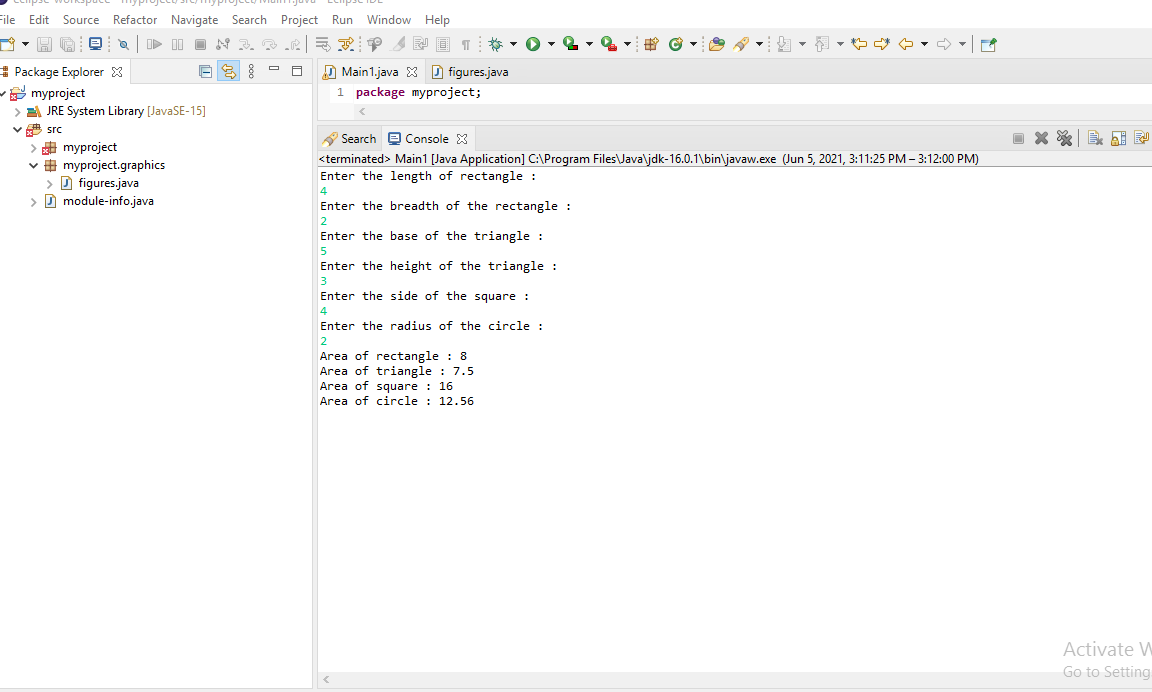 eclipse-workspace - myproject/src/myproject/Main1.java - Eclipse IDE
File Edit Source Refactor Navigate Search Project Run Window Help
Package Explorer
myproject
JRE System Library [JavaSE-15]
src
myproject
myproject.graphics
figures.java
module-info.java
Main1.java figures.java
1 package myproject;
Search Console
<terminated> Main1 [Java Application] C:\Program Files\Java\jdk-16.0.1\bin\javaw.exe (Jun 5, 2021, 3:11:25 PM – 3:12:00 PM)
Enter the length of rectangle :
4
Enter the breadth of the rectangle :
2
Enter the base of the triangle :
5
Enter the height of the triangle :
3
Enter the side of the square :
4
Enter the radius of the circle :
2
Area of rectangle : 8
Area of triangle : 7.5
Area of square : 16
Area of circle : 12.56
Activate W
Go to Setting